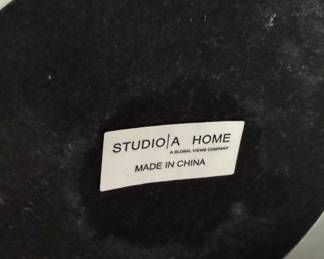 STUDIO|A HOME
A GLOBAL VIEWS COMPANY
MADE IN CHINA